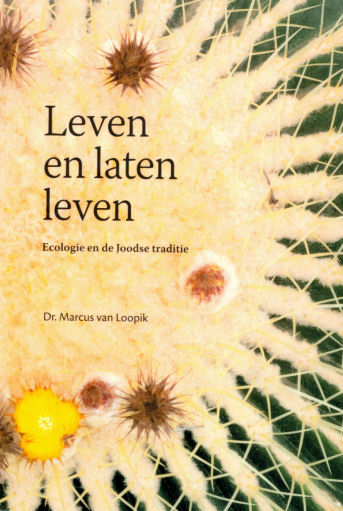 Leven
en laten
leven
Ecologie en de Joodse traditie
Dr. Marcus van Loopik